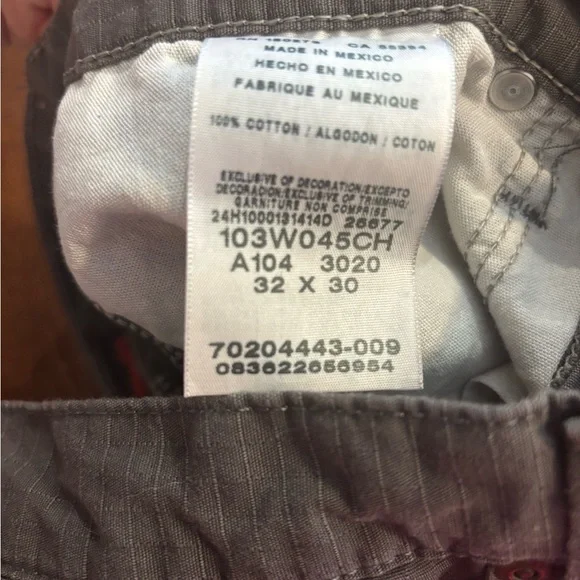 MADE IN MEXICO
HECHO EN MEXICO
FABRIQUE AU MEXIQUE
100% COTTON / ALGODON / COTON
EXCLUSIVE OF DECORATION/EXCEPTO
DECORACION/EXCLUSIVE OF TRIMMING/
GARNITURE NON COMPRISE
24H1000131414D 26677
103W045CH
A104 3020
32 X 30
70204443-009
083622656954